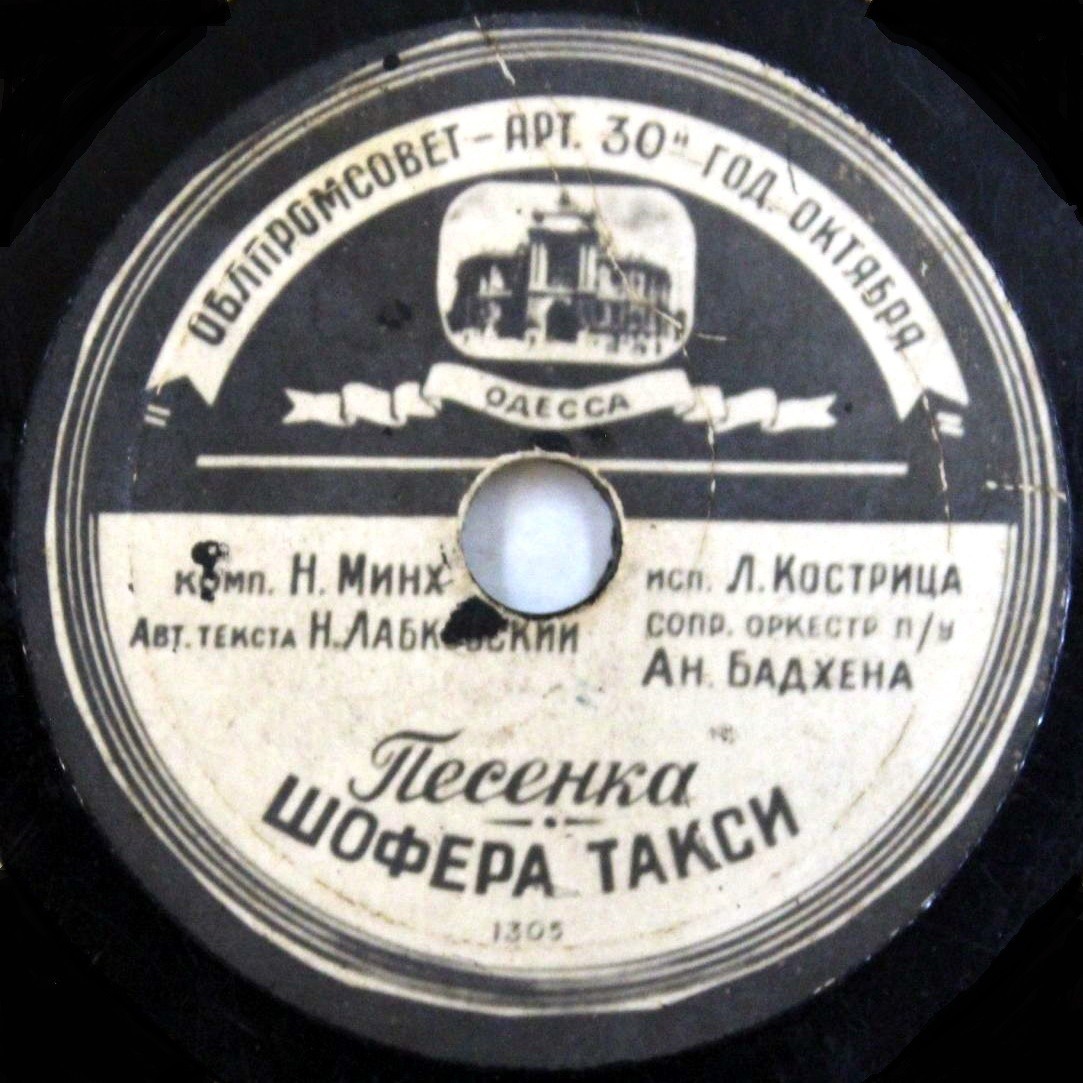 ОБЛПРОМСОВЕТ - АРТ. 30" ГОД. ОКТЯБРЯ
ОДЕССА
комп. Н. МИНХ
АВТ. ТЕКСТА Н. ЛАБКОВСКИЙ
исп. Л. КОСТРИЦА
СОПР. ОРКЕСТР П/У
АН. БАДХЕНА
Песенка
ШОФЕРА ТАКСИ
1305